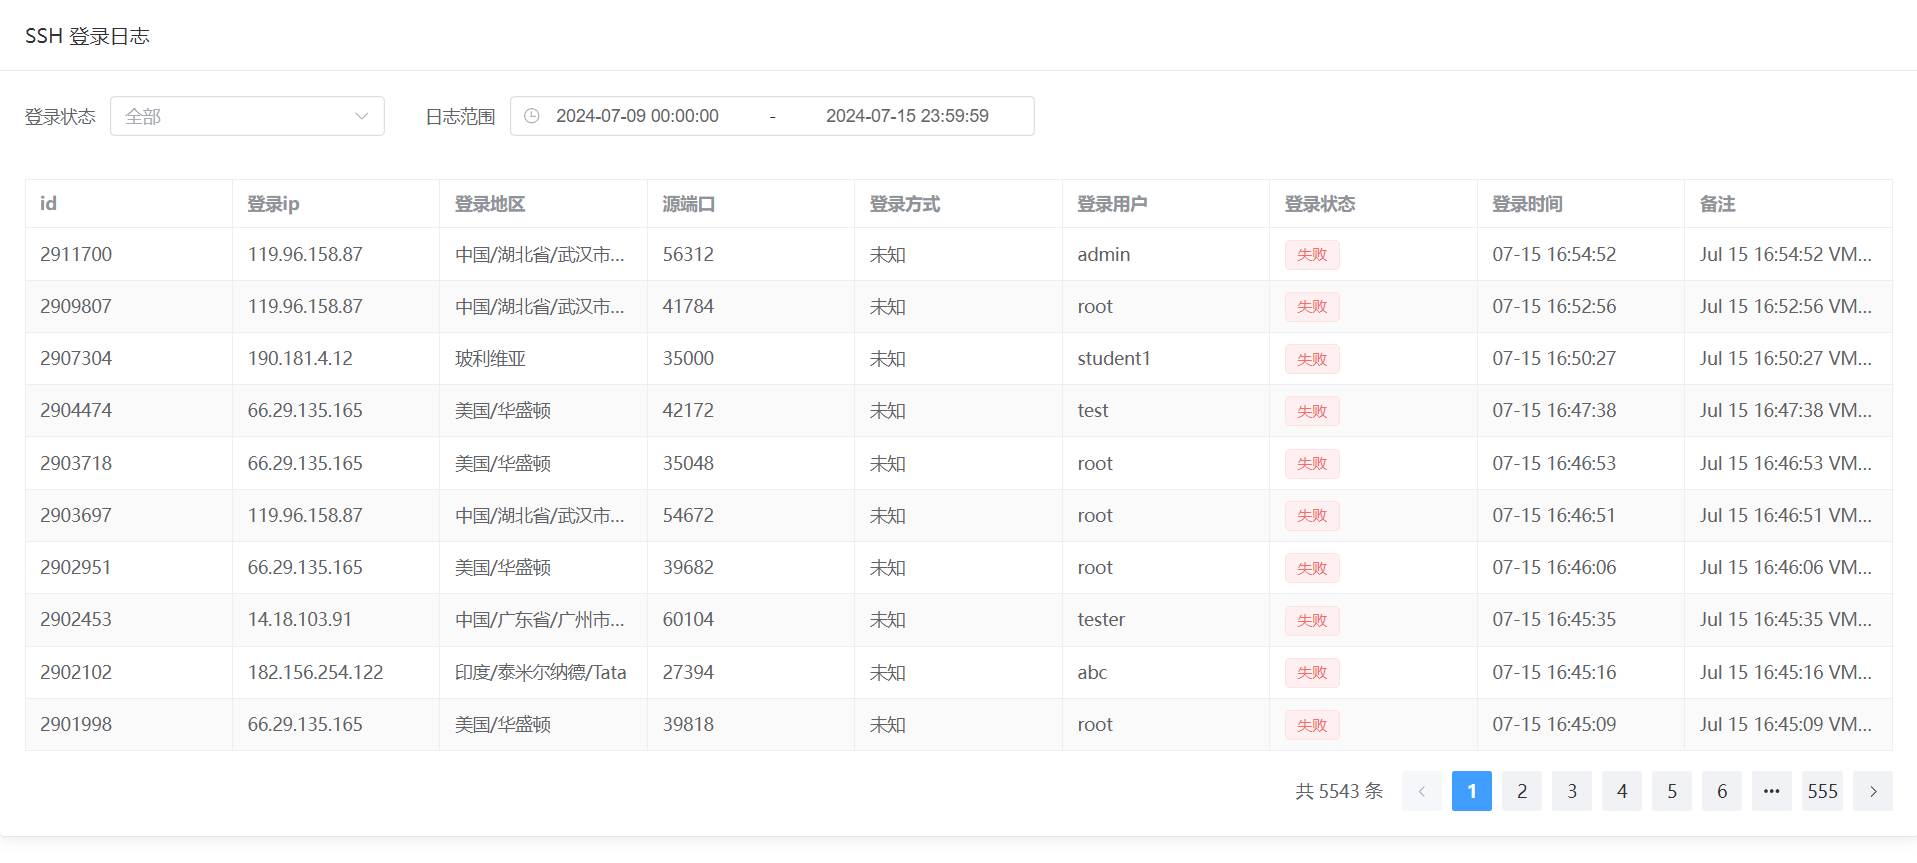 SSH 登录日志
登录状态 全部 日志范围 2024-07-09 00:00:00 - 2024-07-15 23:59:59
id 登录ip 登录地区 源端口 登录方式 登录用户 登录状态 登录时间 备注
2911700 119.96.158.87 中国/湖北省/武汉市... 56312 未知 admin 失败 07-15 16:54:52 Jul 15 16:54:52 VM...
2909807 119.96.158.87 中国/湖北省/武汉市... 41784 未知 root 失败 07-15 16:52:56 Jul 15 16:52:56 VM...
2907304 190.181.4.12 玻利维亚 35000 未知 student1 失败 07-15 16:50:27 Jul 15 16:50:27 VM...
2904474 66.29.135.165 美国/华盛顿 42172 未知 test 失败 07-15 16:47:38 Jul 15 16:47:38 VM...
2903718 66.29.135.165 美国/华盛顿 35048 未知 root 失败 07-15 16:46:53 Jul 15 16:46:53 VM...
2903697 119.96.158.87 中国/湖北省/武汉市... 54672 未知 root 失败 07-15 16:46:51 Jul 15 16:46:51 VM...
2902951 66.29.135.165 美国/华盛顿 39682 未知 root 失败 07-15 16:46:06 Jul 15 16:46:06 VM...
2902453 14.18.103.91 中国/广东省/广州市... 60104 未知 tester 失败 07-15 16:45:35 Jul 15 16:45:35 VM...
2902102 182.156.254.122 印度/泰米尔纳德/Tata 27394 未知 abc 失败 07-15 16:45:16 Jul 15 16:45:16 VM...
2901998 66.29.135.165 美国/华盛顿 39818 未知 root 失败 07-15 16:45:09 Jul 15 16:45:09 VM...
共 5543 条 < 1 2 3 4 5 6 ... 555 >